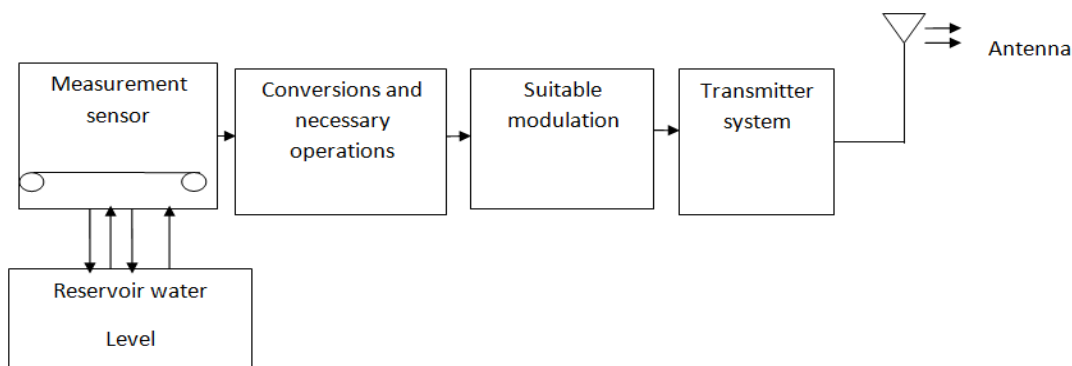 Measurement
sensor
Conversions and
necessary
operations
Suitable
modulation
Transmitter
system
Antenna
Reservoir water
Level